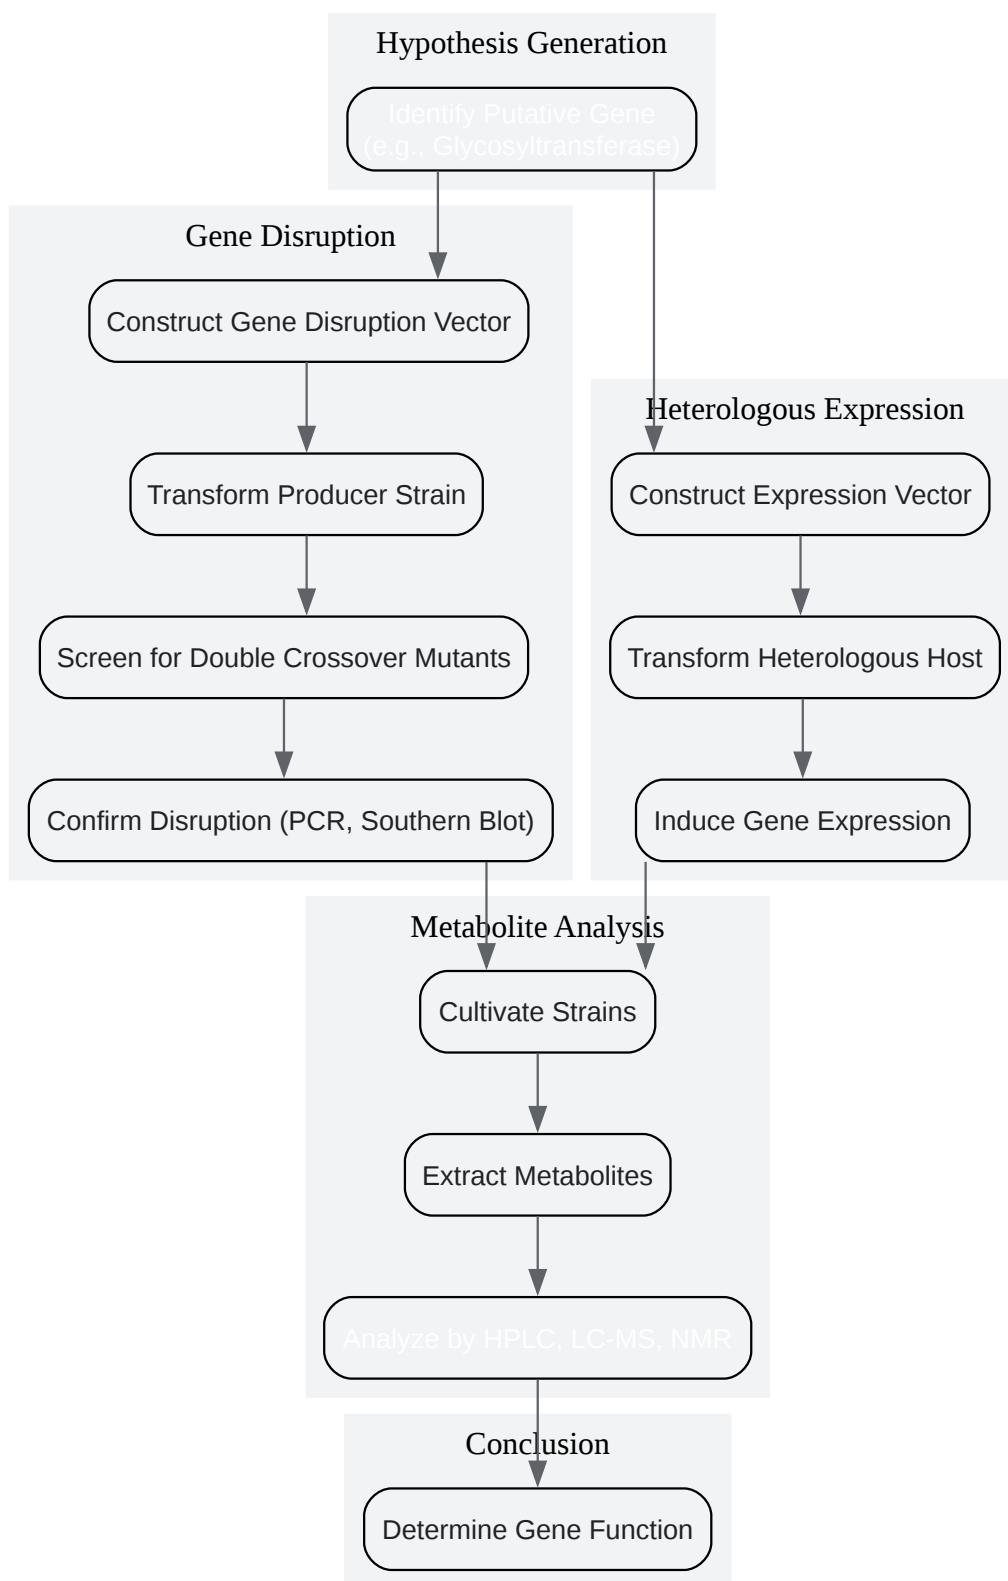 Hypothesis Generation
Identify Putative Gene
(e.g., Glycosyltransferase)
Gene Disruption
Construct Gene Disruption Vector
Transform Producer Strain
Screen for Double Crossover Mutants
Confirm Disruption (PCR, Southern Blot)
Heterologous Expression
Construct Expression Vector
Transform Heterologous Host
Induce Gene Expression
Metabolite Analysis
Cultivate Strains
Extract Metabolites
Analyze by HPLC, LC-MS, NMR
Conclusion
Determine Gene Function